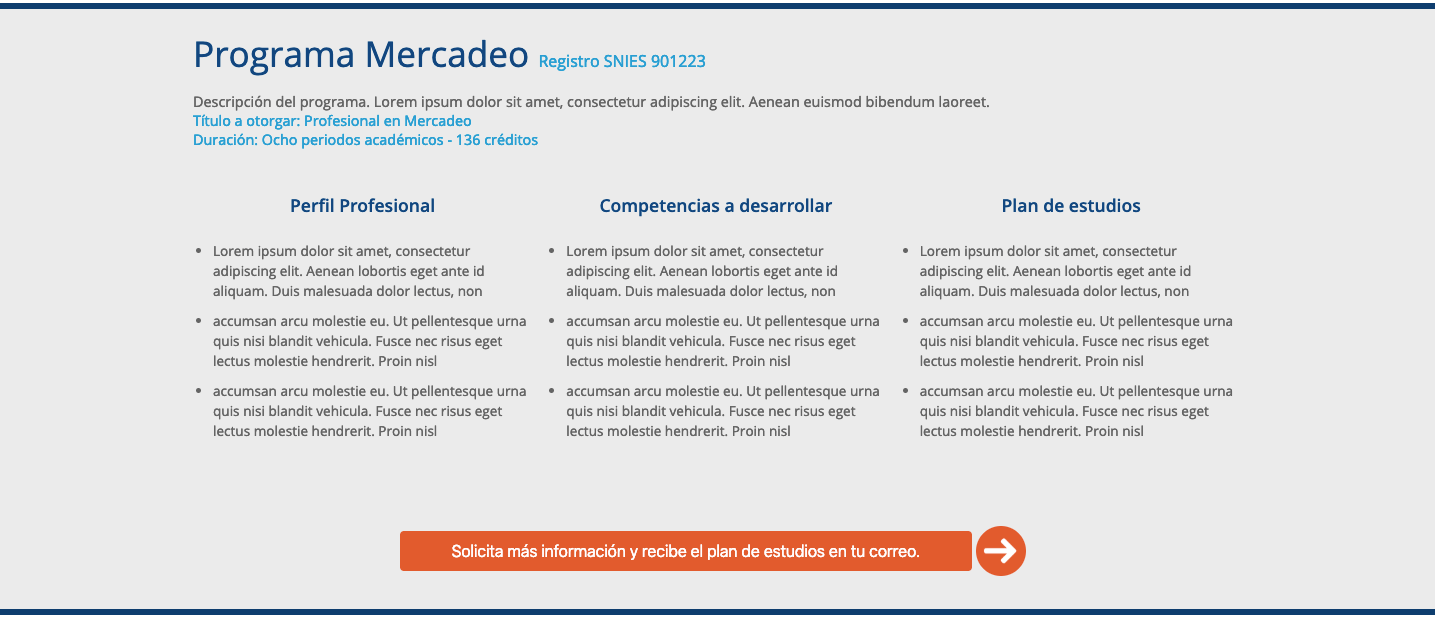 Programa Mercadeo Registro SNIES 901223
Descripción del programa. Lorem ipsum dolor sit amet, consectetur adipiscing elit. Aenean euismod bibendum laoreet.
Título a otorgar: Profesional en Mercadeo
Duración: Ocho periodos académicos - 136 créditos
Perfil Profesional
• Lorem ipsum dolor sit amet, consectetur
adipiscing elit. Aenean lobortis eget ante id
aliquam. Duis malesuada dolor lectus, non
• accumsan arcu molestie eu. Ut pellentesque urna
quis nisi blandit vehicula. Fusce nec risus eget
lectus molestie hendrerit. Proin nisl
• accumsan arcu molestie eu. Ut pellentesque urna
quis nisi blandit vehicula. Fusce nec risus eget
lectus molestie hendrerit. Proin nisl
Competencias a desarrollar
• Lorem ipsum dolor sit amet, consectetur
adipiscing elit. Aenean lobortis eget ante id
aliquam. Duis malesuada dolor lectus, non
• accumsan arcu molestie eu. Ut pellentesque urna
quis nisi blandit vehicula. Fusce nec risus eget
lectus molestie hendrerit. Proin nisl
• accumsan arcu molestie eu. Ut pellentesque urna
quis nisi blandit vehicula. Fusce nec risus eget
lectus molestie hendrerit. Proin nisl
Plan de estudios
• Lorem ipsum dolor sit amet, consectetur
adipiscing elit. Aenean lobortis eget ante id
aliquam. Duis malesuada dolor lectus, non
• accumsan arcu molestie eu. Ut pellentesque urna
quis nisi blandit vehicula. Fusce nec risus eget
lectus molestie hendrerit. Proin nisl
• accumsan arcu molestie eu. Ut pellentesque urna
quis nisi blandit vehicula. Fusce nec risus eget
lectus molestie hendrerit. Proin nisl
Solicita más información y recibe el plan de estudios en tu correo.